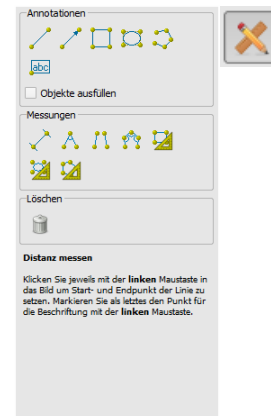 Annotationen
abc
Objekte ausfüllen
Messungen
Löschen
Distanz messen
Klicken Sie jeweils mit der linken Maustaste in
das Bild um Start- und Endpunkt der Linie zu
setzen. Markieren Sie als letztes den Punkt für
die Beschriftung mit der linken Maustaste.